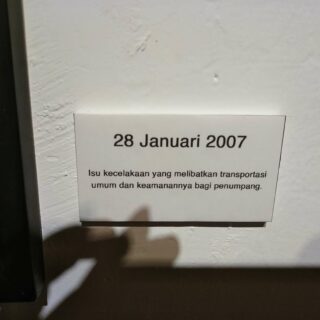 28 Januari 2007
Isu kecelakaan yang melibatkan transportasi
umum dan keamanannya bagi penumpang.